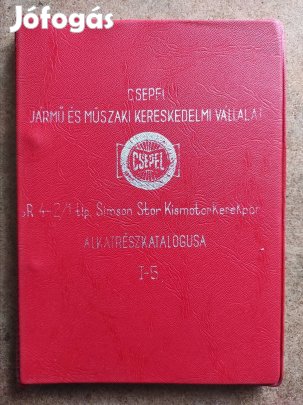 Jófogás
CSEPEL
JÁRMŰ ÉS MŰSZAKI KERESKEDELMI VÁLLALAT
CSEPEL
SR 4-2/1 tip. Simson Star Kismotorkerékpár
ALKATRÉSZKATALÓGUSA
I-5